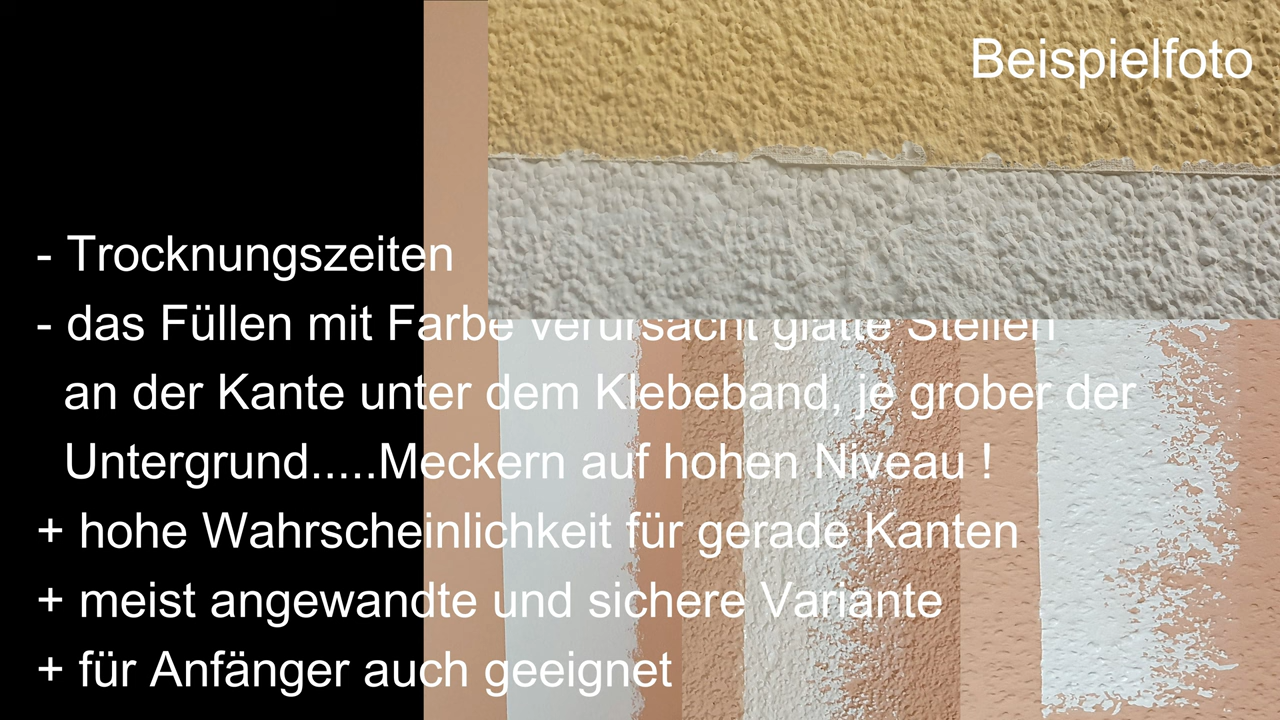 Beispielfoto
- Trocknungszeiten
- das Füllen mit Farbe verursacht glatte Stellen
an der Kante unter dem Klebeband, je grober der
Untergrund.....Meckern auf hohen Niveau !
+ hohe Wahrscheinlichkeit für gerade Kanten
+ meist angewandte und sichere Variante
+ für Anfänger auch geeignet